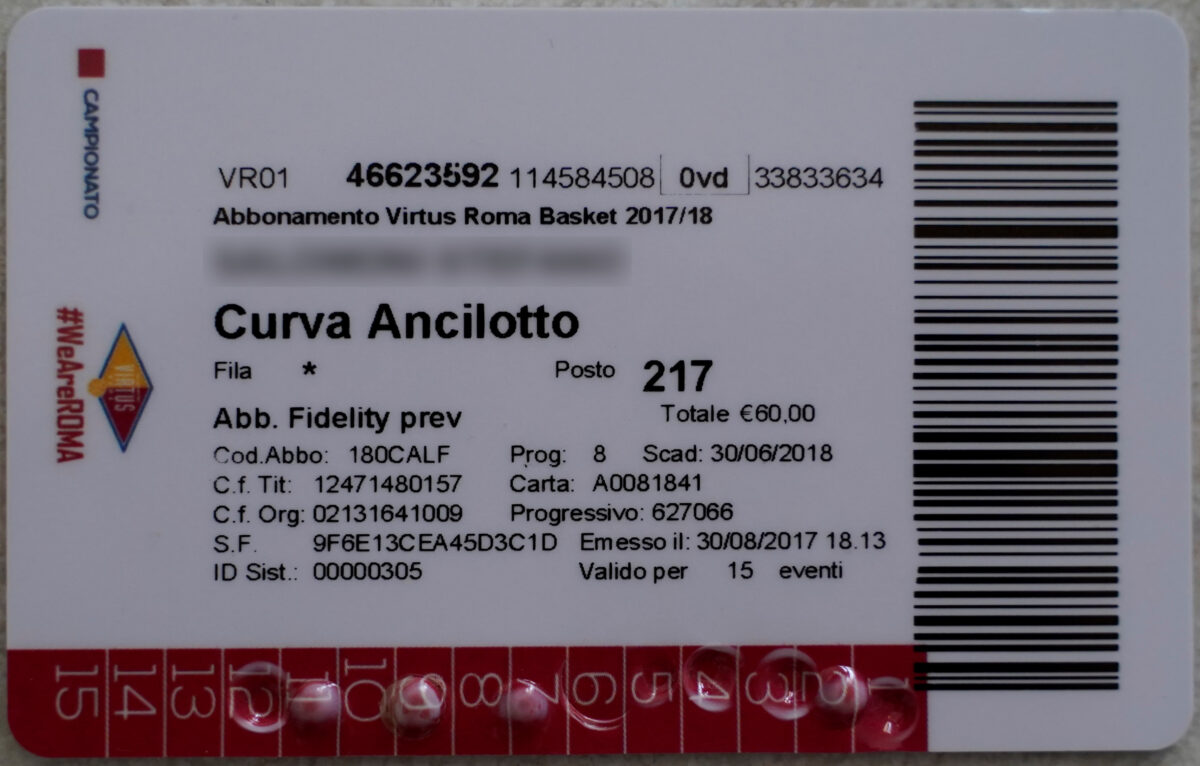 CAMPIONATO
#WeAreROMA
VIRTUS
VR01 46623592 114584508 0vd 33833634
Abbonamento Virtus Roma Basket 2017/18
Curva Ancilotto
Fila * Posto 217
Abb. Fidelity prev Totale €60,00
Cod.Abbo: 180CALF Prog: 8 Scad: 30/06/2018
C.f. Tit: 12471480157 Carta: A0081841
C.f. Org: 02131641009 Progressivo: 627066
S.F. 9F6E13CEA45D3C1D Emesso il: 30/08/2017 18.13
ID Sist.: 00000305 Valido per 15 eventi
15 14 13 12 11 10 9 8 7 6 5 4 3 2 1